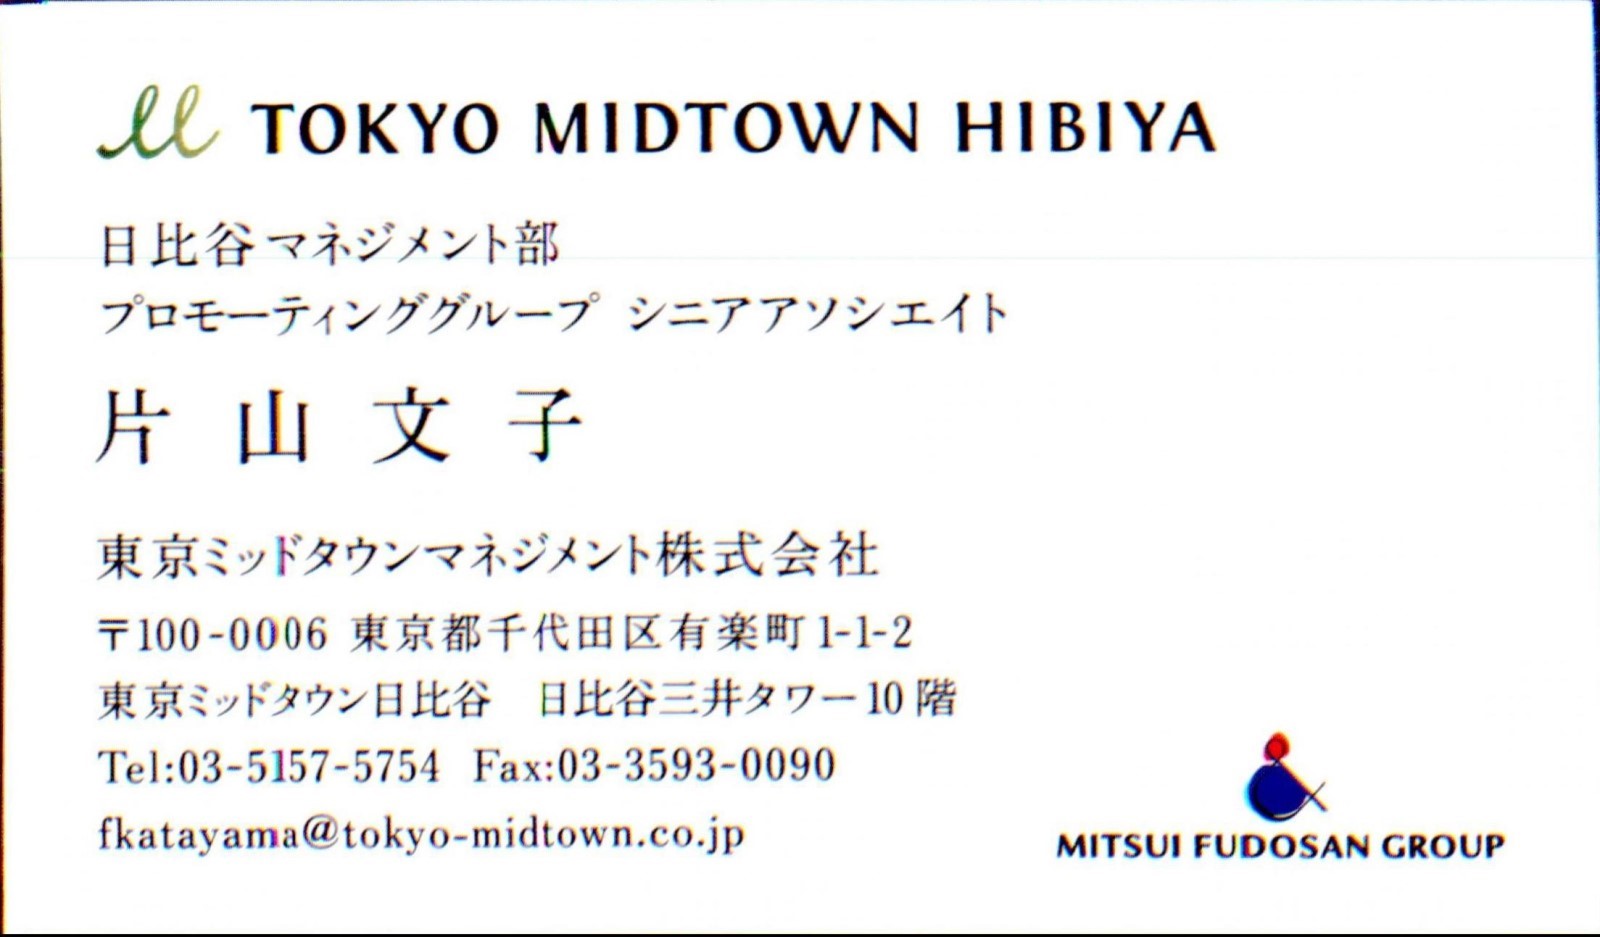 TOKYO MIDTOWN HIBIYA
日比谷マネジメント部
プロモーティンググループ シニアアソシエイト
片山文子
東京ミッドタウンマネジメント株式会社
〒100-0006 東京都千代田区有楽町1-1-2
東京ミッドタウン日比谷　日比谷三井タワー10階
Tel:03-5157-5754 Fax:03-3593-0090
fkatayama@tokyo-midtown.co.jp
MITSUI FUDOSAN GROUP